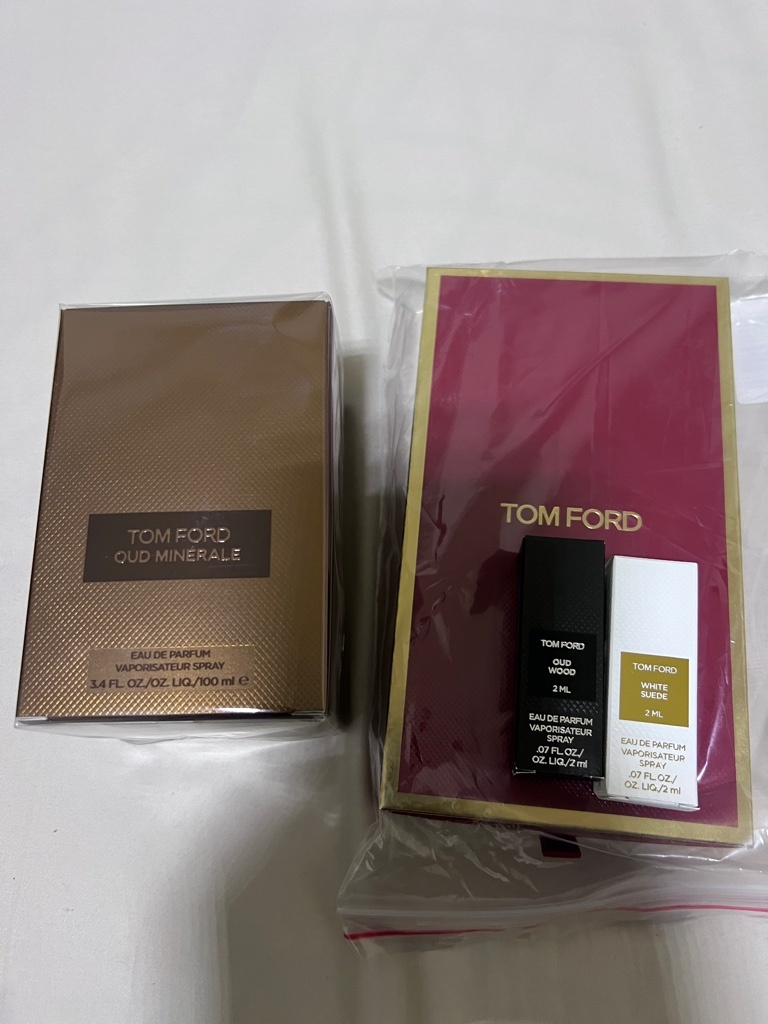 TOM FORD
OUD MINÉRALE
EAU DE PARFUM
VAPORISATEUR SPRAY
3.4 FL. OZ./OZ. LIQ./100 ml ℮
TOM FORD
TOM FORD
OUD
WOOD
2 ML
EAU DE PARFUM
VAPORISATEUR
SPRAY
.07 FL. OZ./
OZ. LIQ./2 ml
TOM FORD
WHITE
SUEDE
2 ML
EAU DE PARFUM
VAPORISATEUR
SPRAY
.07 FL. OZ./
OZ. LIQ./2 ml